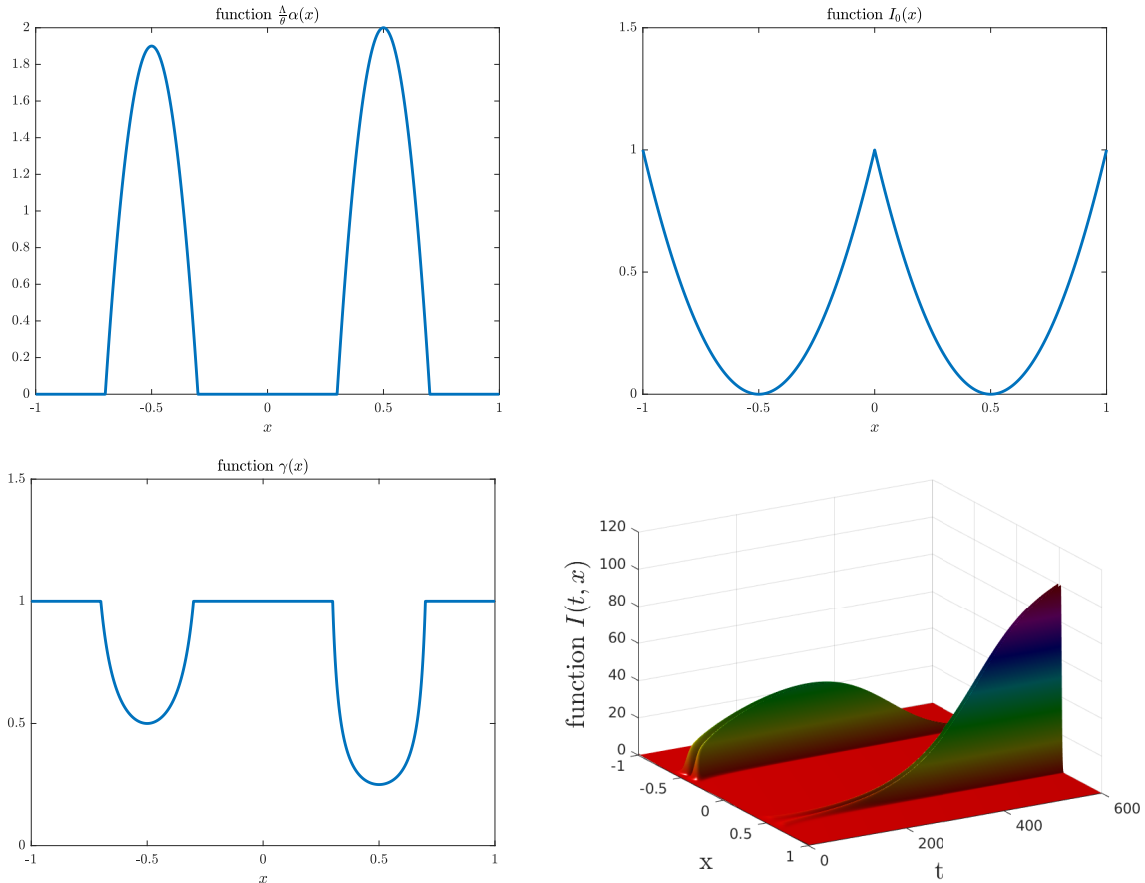 function $\frac{\Lambda}{\theta}\alpha(x)$
2
1.8
1.6
1.4
1.2
1
0.8
0.6
0.4
0.2
0
-1 -0.5 0 0.5 1
x
function $I_0(x)$
1.5
1
0.5
0
-1 -0.5 0 0.5 1
x
function $\gamma(x)$
1.5
1
0.5
0
-1 -0.5 0 0.5 1
x
function $I(t, x)$
120
100
80
60
40
20
0
-1
-0.5
0
0.5
1
x
0
200
400
600
t